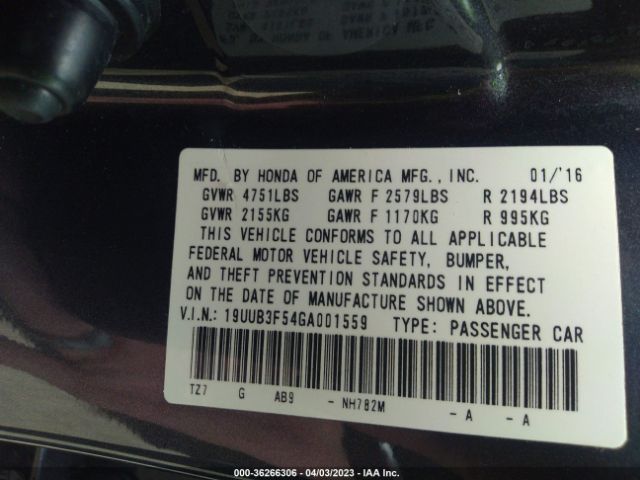 MFD. BY HONDA OF AMERICA MFG., INC. 01/'16
GVWR 4751LBS GAWR F 2579LBS R 2194LBS
GVWR 2155KG GAWR F 1170KG R 995KG
THIS VEHICLE CONFORMS TO ALL APPLICABLE
FEDERAL MOTOR VEHICLE SAFETY, BUMPER,
AND THEFT PREVENTION STANDARDS IN EFFECT
ON THE DATE OF MANUFACTURE SHOWN ABOVE.
V.I.N.: 19UUB3F54GA001559 TYPE: PASSENGER CAR
TZ7 G AB9 - NH782M - A - A
000-36266306 - 04/03/2023 - IAA Inc.